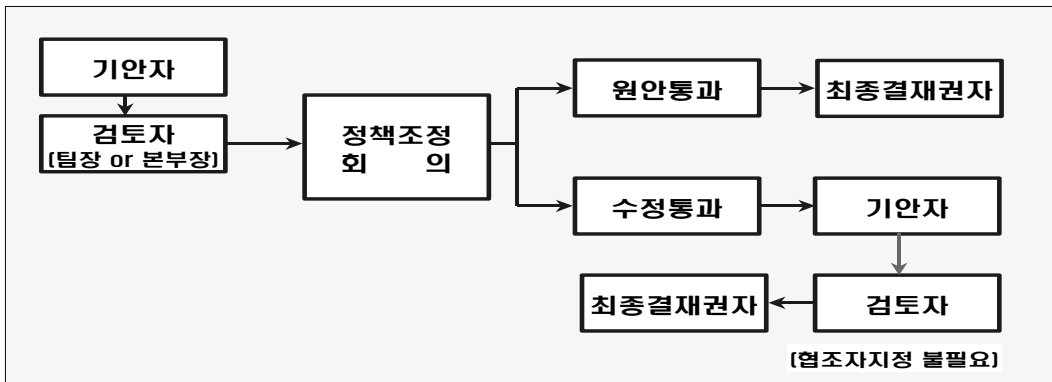 기안자
검토자
(팀장 or 본부장)
정책조정
회 의
원안통과
최종결재권자
수정통과
기안자
최종결재권자
검토자
(협조자지정 불필요)